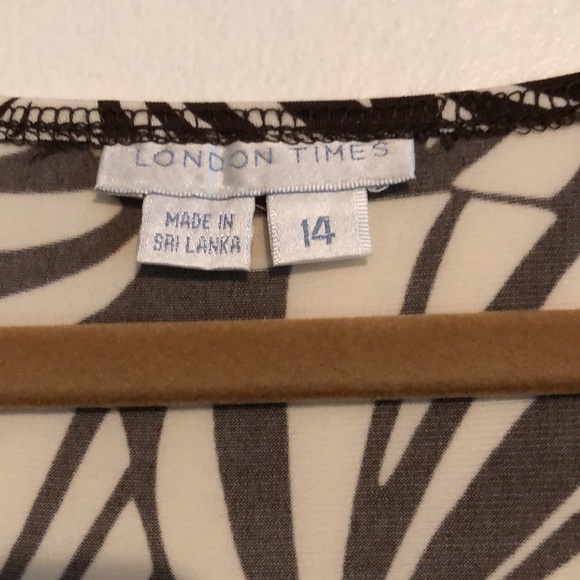 LONDON TIMES
MADE IN
SRI LANKA
14